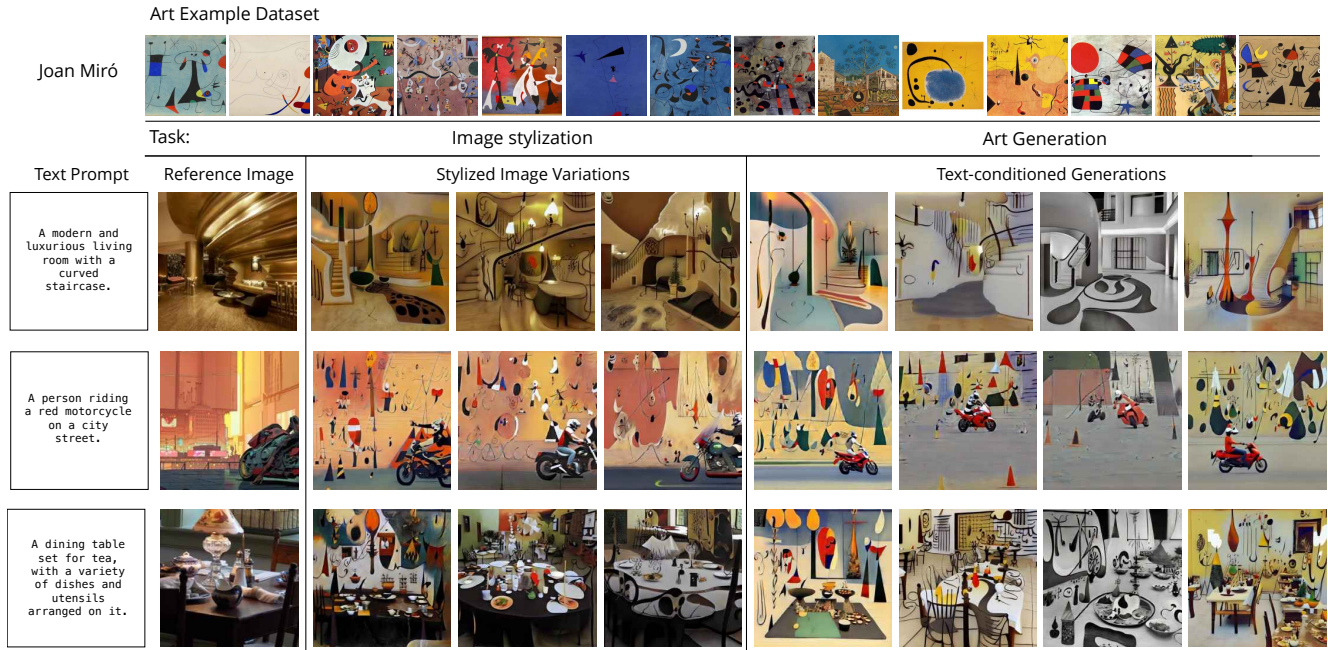 Art Example Dataset
Joan Miró
Task:
Image stylization
Art Generation
Text Prompt
Reference Image
Stylized Image Variations
Text-conditioned Generations
A modern and
luxurious living
room with a
curved
staircase.
A person riding
a red motorcycle
on a city
street.
A dining table
set for tea,
with a variety
of dishes and
utensils
arranged on it.